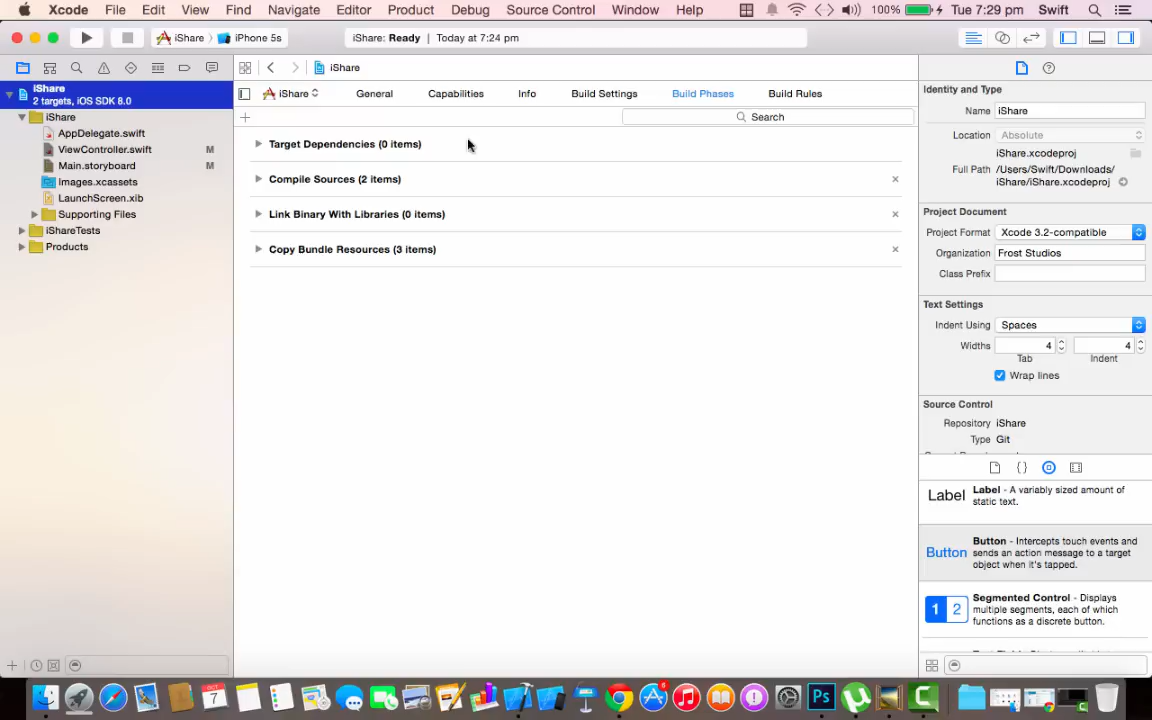 Xcode File Edit View Find Navigate Editor Product Debug Source Control Window Help 100% Tue 7:29 pm Swift
iShare iPhone 5s iShare: Ready | Today at 7:24 pm
iShare
2 targets, iOS SDK 8.0
iShare
AppDelegate.swift
ViewController.swift M
Main.storyboard M
Images.xcassets
LaunchScreen.xib
Supporting Files
iShareTests
Products
iShare
iShare General Capabilities Info Build Settings Build Phases Build Rules
Search
Target Dependencies (0 items)
Compile Sources (2 items)
Link Binary With Libraries (0 items)
Copy Bundle Resources (3 items)
Identity and Type
Name iShare
Location Absolute
iShare.xcodeproj
Full Path /Users/Swift/Downloads/
iShare/iShare.xcodeproj
Project Document
Project Format Xcode 3.2-compatible
Organization Frost Studios
Class Prefix
Text Settings
Indent Using Spaces
Widths 4 4
Tab Indent
Wrap lines
Source Control
Repository iShare
Type Git
Label Label - A variably sized amount of
static text.
Button Button - Intercepts touch events and
sends an action message to a target
object when it's tapped.
1 2 Segmented Control - Displays
multiple segments, each of which
functions as a discrete button.
7
Ps
6